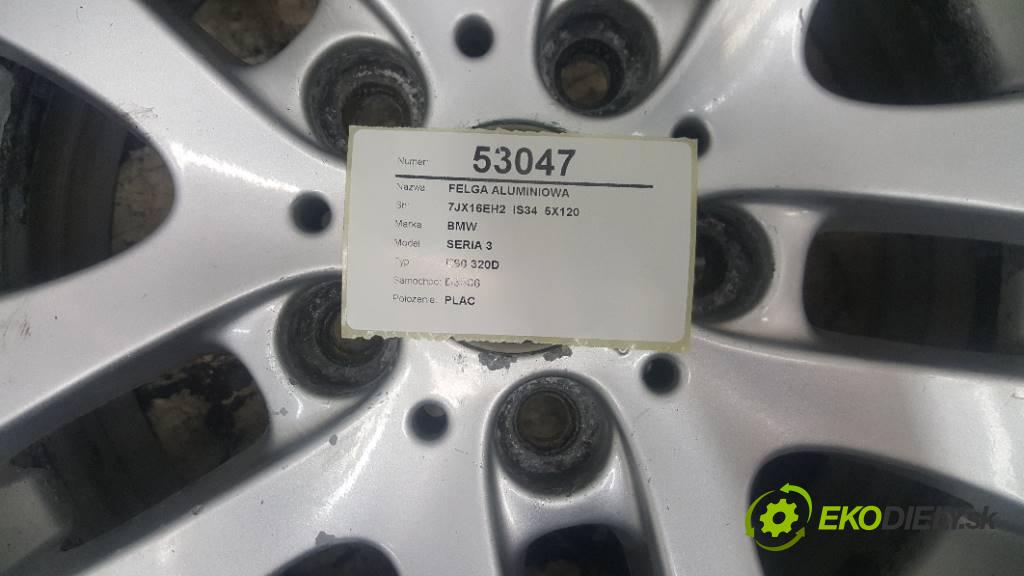 Numer: 53047
Nazwa: FELGA ALUMINIOWA
7JX16EH2 IS34 5X120
Marka BMW
Model SERIA 3
Typ: E90 320D
Samochód:
Położenie: PLAC
EKODIELY.sk